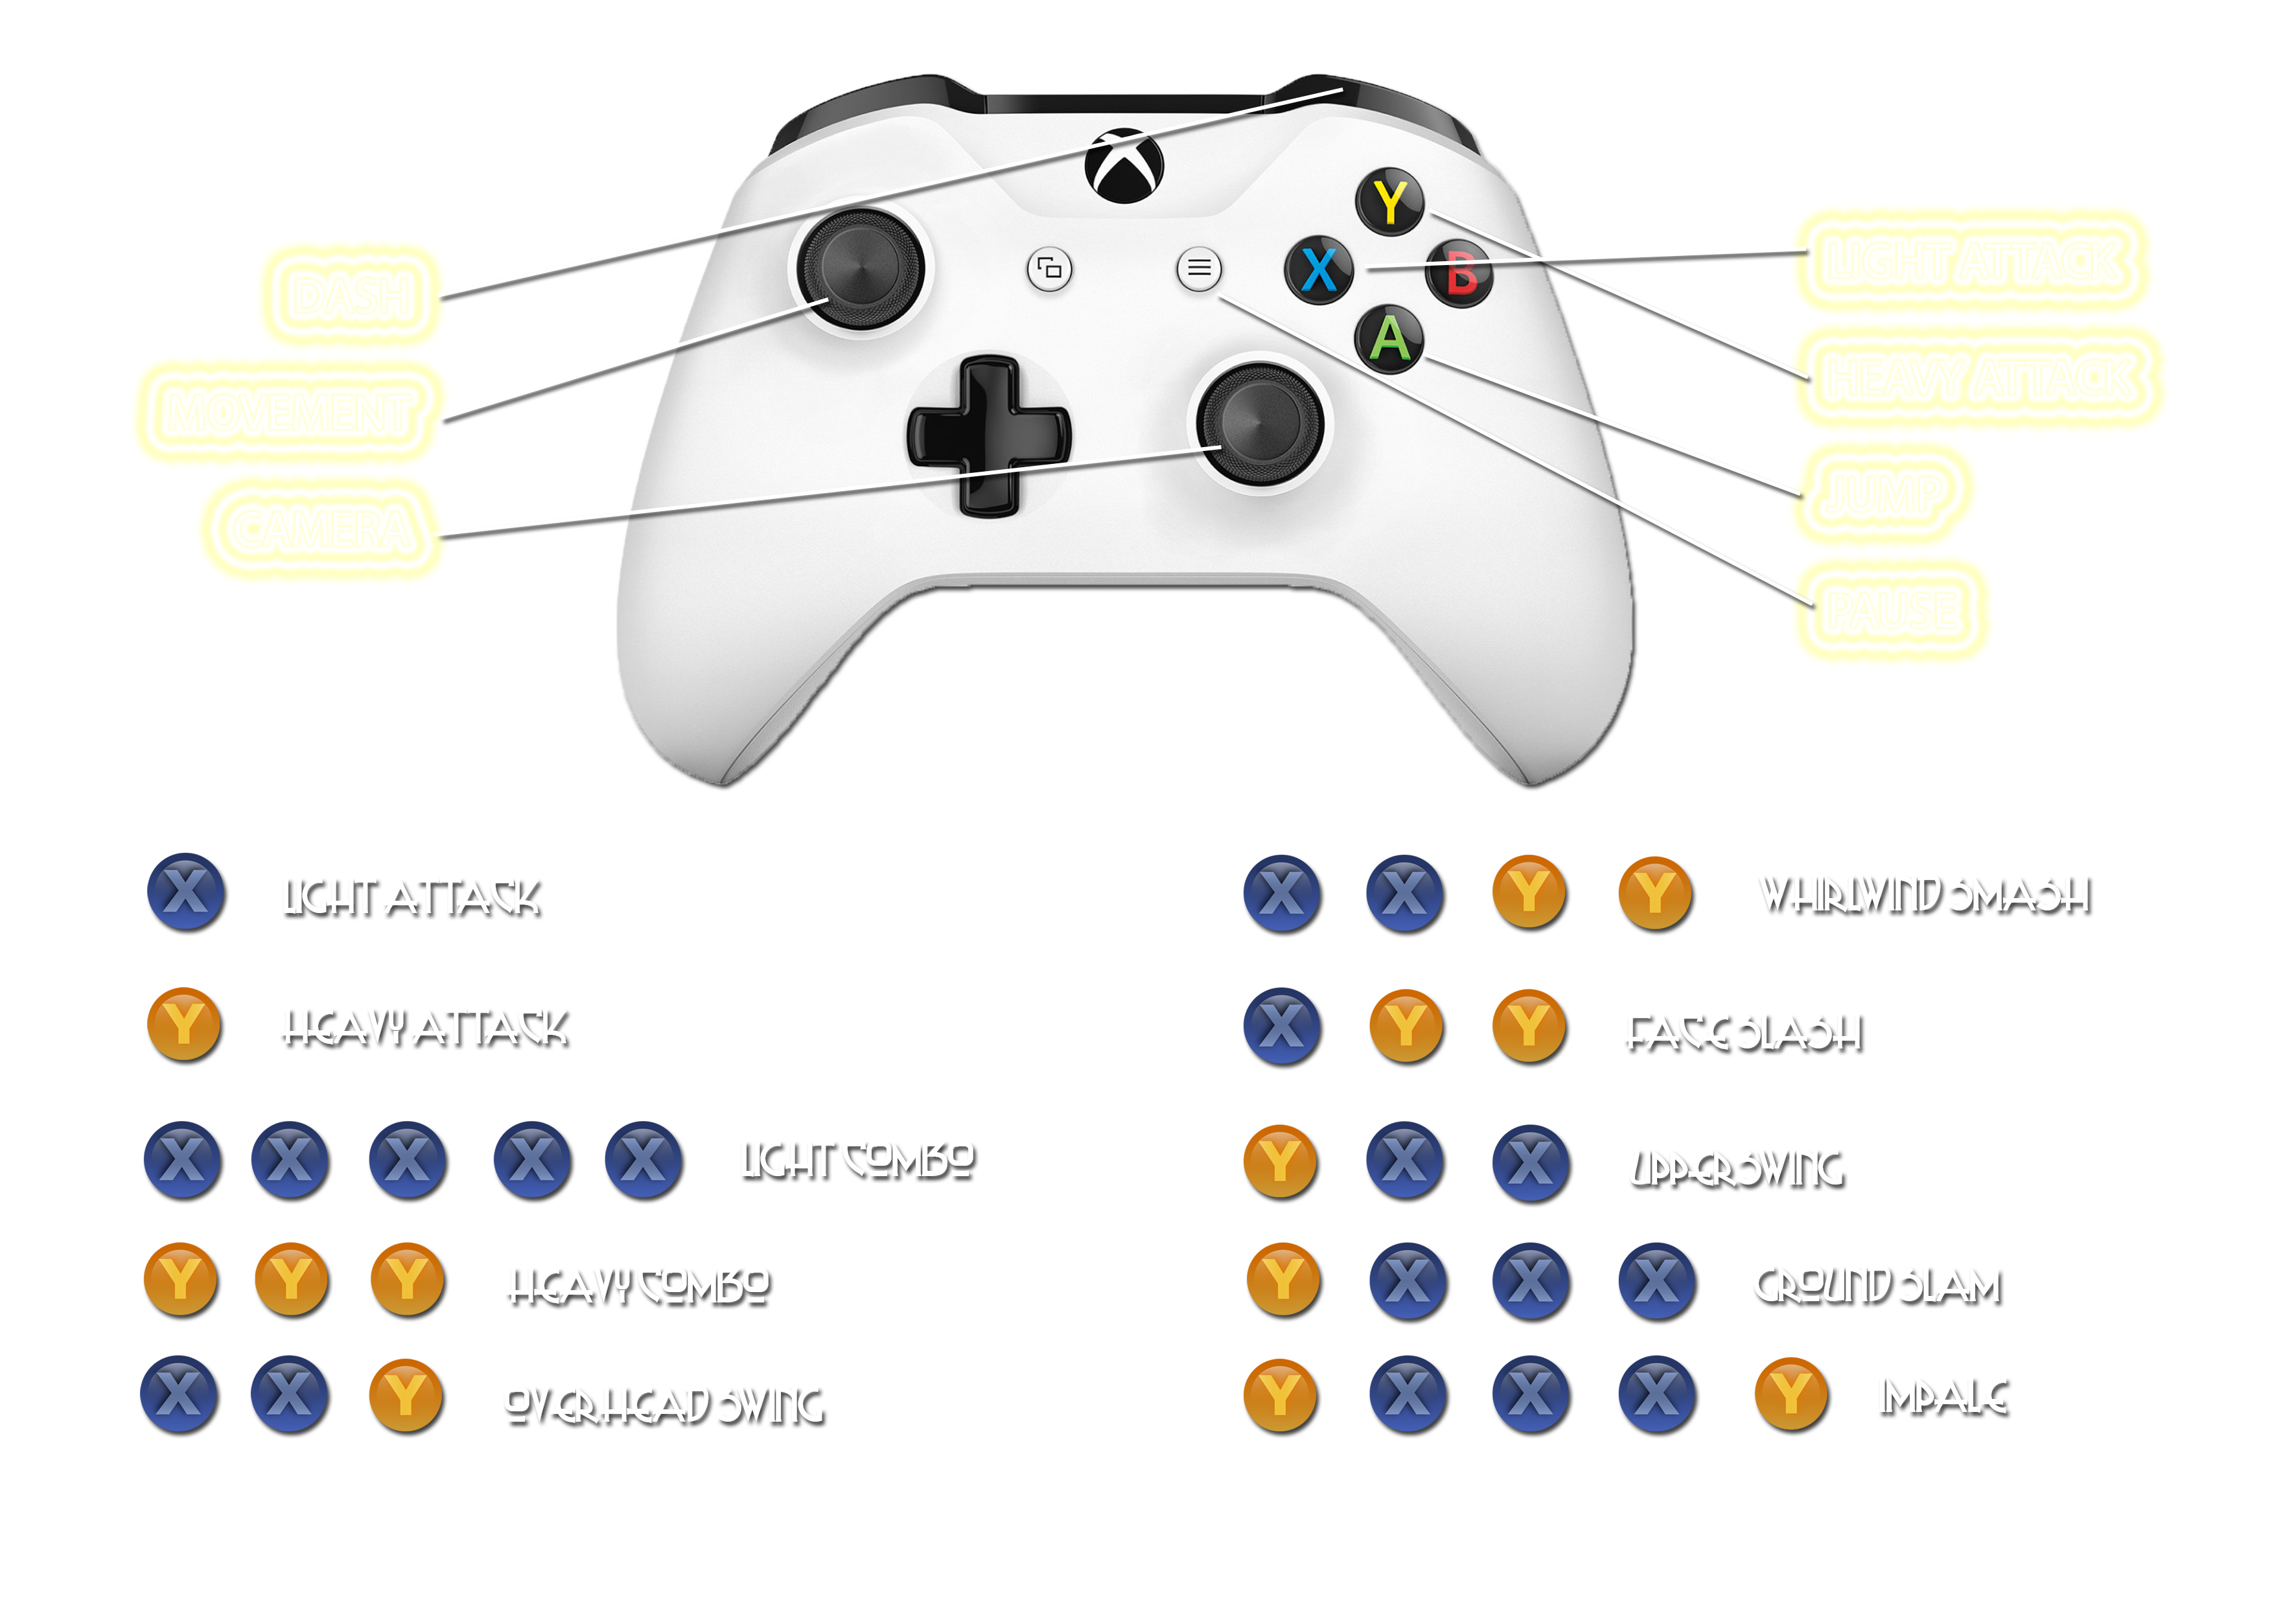 DASH
MOVEMENT
CAMERA
Y
X
B
A
LIGHT ATTACK
HEAVY ATTACK
JUMP
PAUSE
X LIGHT ATTACK
Y HEAVY ATTACK
X X X X X LIGHT COMBO
Y Y Y HEAVY COMBO
X X Y OVERHEAD SWING
X X Y Y WHIRLWIND SMASH
X Y Y FACE SLASH
Y X X UPPERSWING
Y X X X GROUND SLAM
Y X X X Y IMPALE